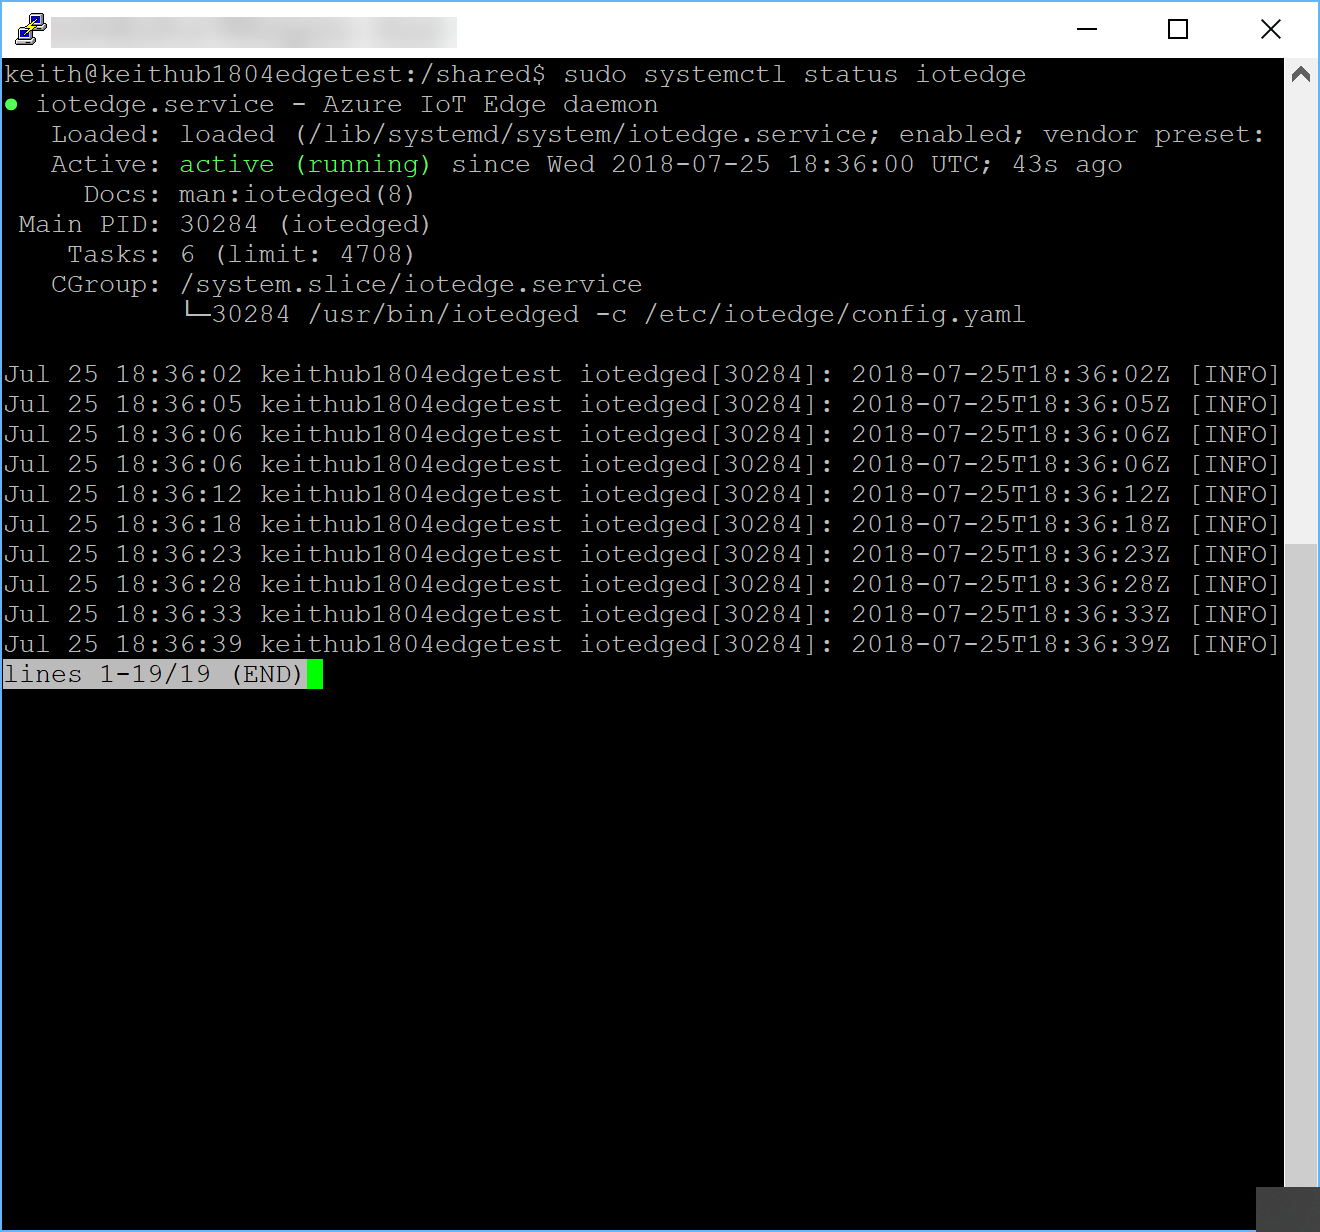 keith@keithub1804edgetest:/shared$ sudo systemctl status iotedge
● iotedge.service - Azure IoT Edge daemon
   Loaded: loaded (/lib/systemd/system/iotedge.service; enabled; vendor preset:
   Active: active (running) since Wed 2018-07-25 18:36:00 UTC; 43s ago
     Docs: man:iotedged(8)
 Main PID: 30284 (iotedged)
    Tasks: 6 (limit: 4708)
   CGroup: /system.slice/iotedge.service
           └─30284 /usr/bin/iotedged -c /etc/iotedge/config.yaml

Jul 25 18:36:02 keithub1804edgetest iotedged[30284]: 2018-07-25T18:36:02Z [INFO]
Jul 25 18:36:05 keithub1804edgetest iotedged[30284]: 2018-07-25T18:36:05Z [INFO]
Jul 25 18:36:06 keithub1804edgetest iotedged[30284]: 2018-07-25T18:36:06Z [INFO]
Jul 25 18:36:06 keithub1804edgetest iotedged[30284]: 2018-07-25T18:36:06Z [INFO]
Jul 25 18:36:12 keithub1804edgetest iotedged[30284]: 2018-07-25T18:36:12Z [INFO]
Jul 25 18:36:18 keithub1804edgetest iotedged[30284]: 2018-07-25T18:36:18Z [INFO]
Jul 25 18:36:23 keithub1804edgetest iotedged[30284]: 2018-07-25T18:36:23Z [INFO]
Jul 25 18:36:28 keithub1804edgetest iotedged[30284]: 2018-07-25T18:36:28Z [INFO]
Jul 25 18:36:33 keithub1804edgetest iotedged[30284]: 2018-07-25T18:36:33Z [INFO]
Jul 25 18:36:39 keithub1804edgetest iotedged[30284]: 2018-07-25T18:36:39Z [INFO]
lines 1-19/19 (END)